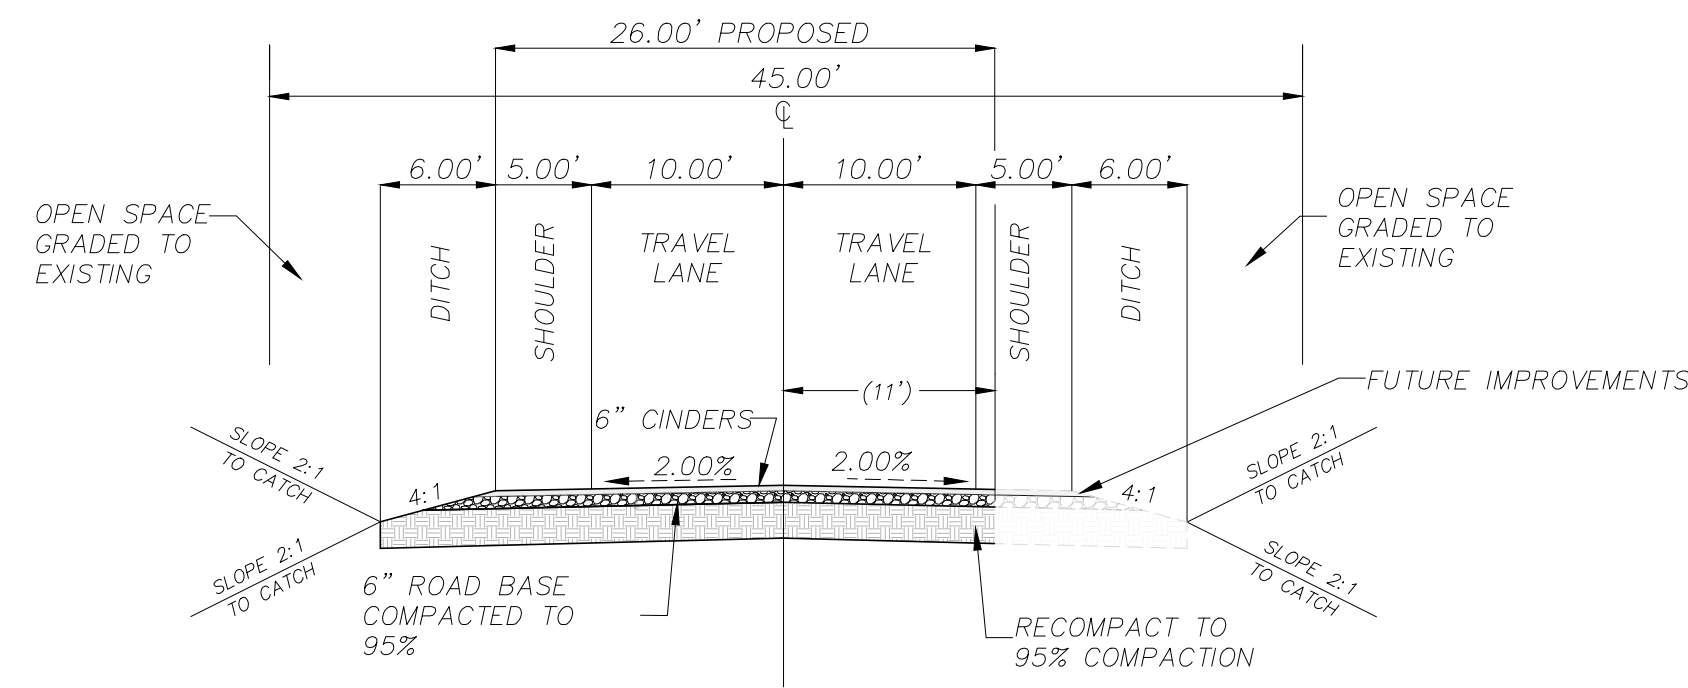 26.00' PROPOSED
45.00'
℄
6.00' 5.00' 10.00' 10.00' 5.00' 6.00'
OPEN SPACE
GRADED TO
EXISTING
DITCH
SHOULDER
TRAVEL
LANE
TRAVEL
LANE
SHOULDER
DITCH
OPEN SPACE
GRADED TO
EXISTING
(11')
FUTURE IMPROVEMENTS
6” CINDERS
2.00% 2.00%
SLOPE 2:1
TO CATCH
4:1
4:1
SLOPE 2:1
TO CATCH
SLOPE 2:1
TO CATCH
6” ROAD BASE
COMPACTED TO
95%
RECOMPACT TO
95% COMPACTION
SLOPE 2:1
TO CATCH